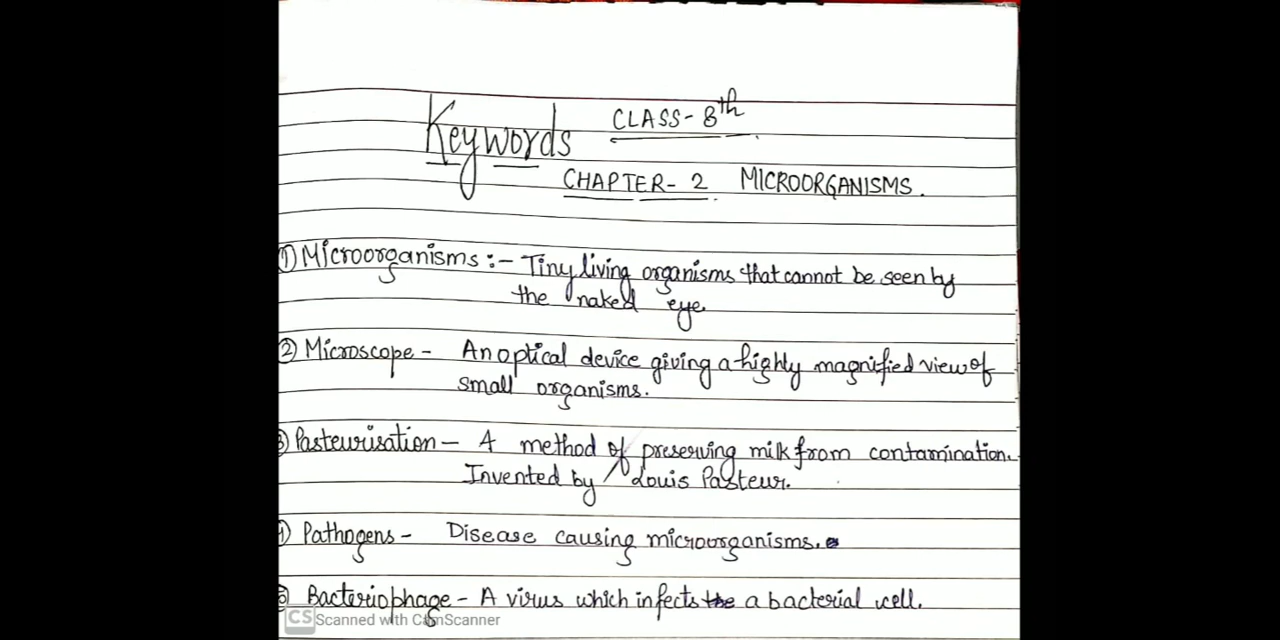 Keywords CLASS- 8th
CHAPTER- 2 MICROORGANISMS.
① Microorganisms :- Tiny living organisms that cannot be seen by
the naked eye.
② Microscope - An optical device giving a highly magnified view of
small organisms.
③ Pasteurisation - A method of preserving milk from contamination.
Invented by Louis Pasteur.
④ Pathogens - Disease causing microorganisms.
⑤ Bacteriophage - A virus which infects the a bacterial cell.
CS Scanned with CamScanner